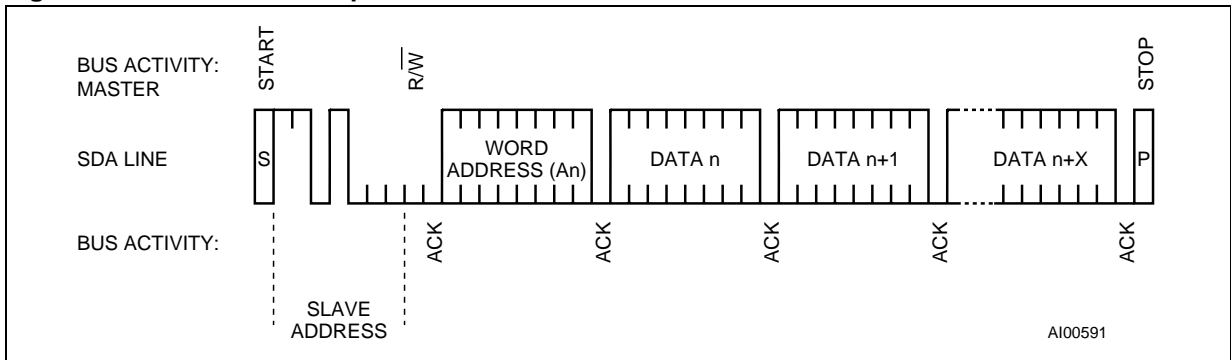 BUS ACTIVITY:
MASTER
START
R/W
STOP
SDA LINE
S
WORD
ADDRESS (An)
DATA n
DATA n+1
DATA n+X
P
BUS ACTIVITY:
ACK
ACK
ACK
ACK
ACK
SLAVE
ADDRESS
AI00591